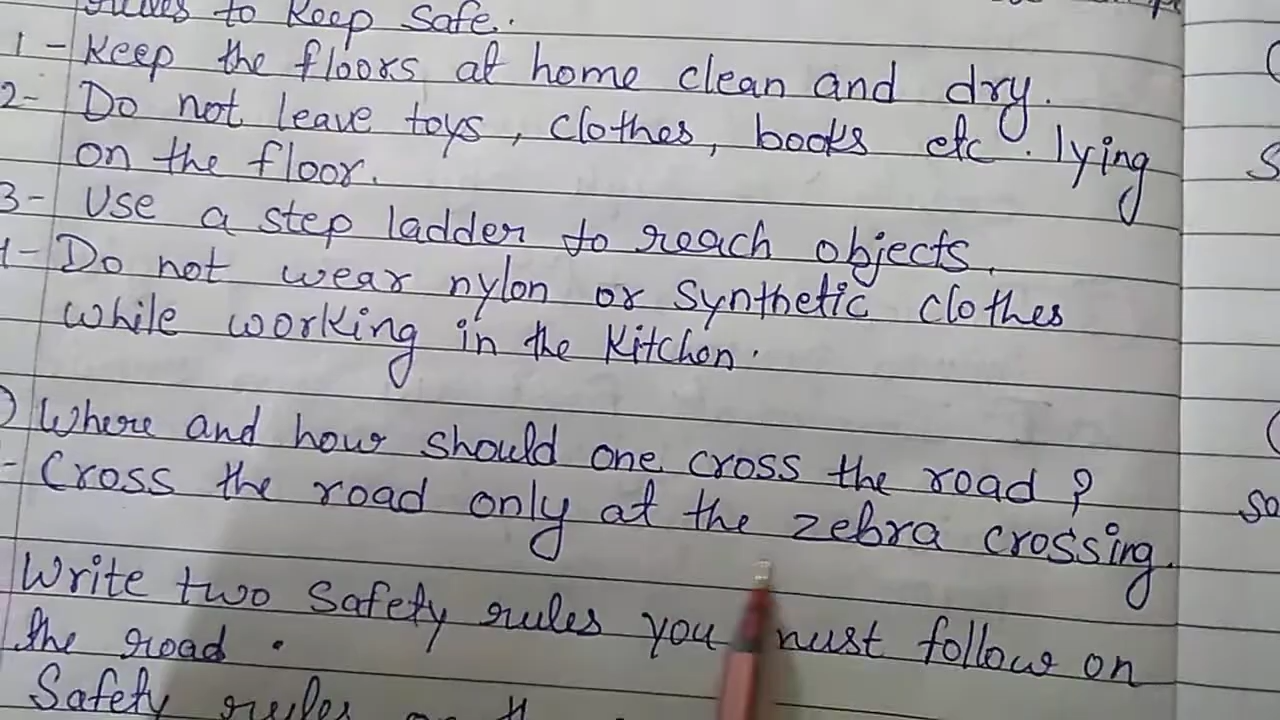 rules to keep safe.
1- Keep the floors at home clean and dry.
2- Do not leave toys, clothes, books etc. lying
on the floor.
3- Use a step ladder to reach objects.
4- Do not wear nylon or synthetic clothes
while working in the kitchen.
Where and how should one cross the road ?
- Cross the road only at the zebra crossing.
Write two safety rules you must follow on
the road.
Safety rules on